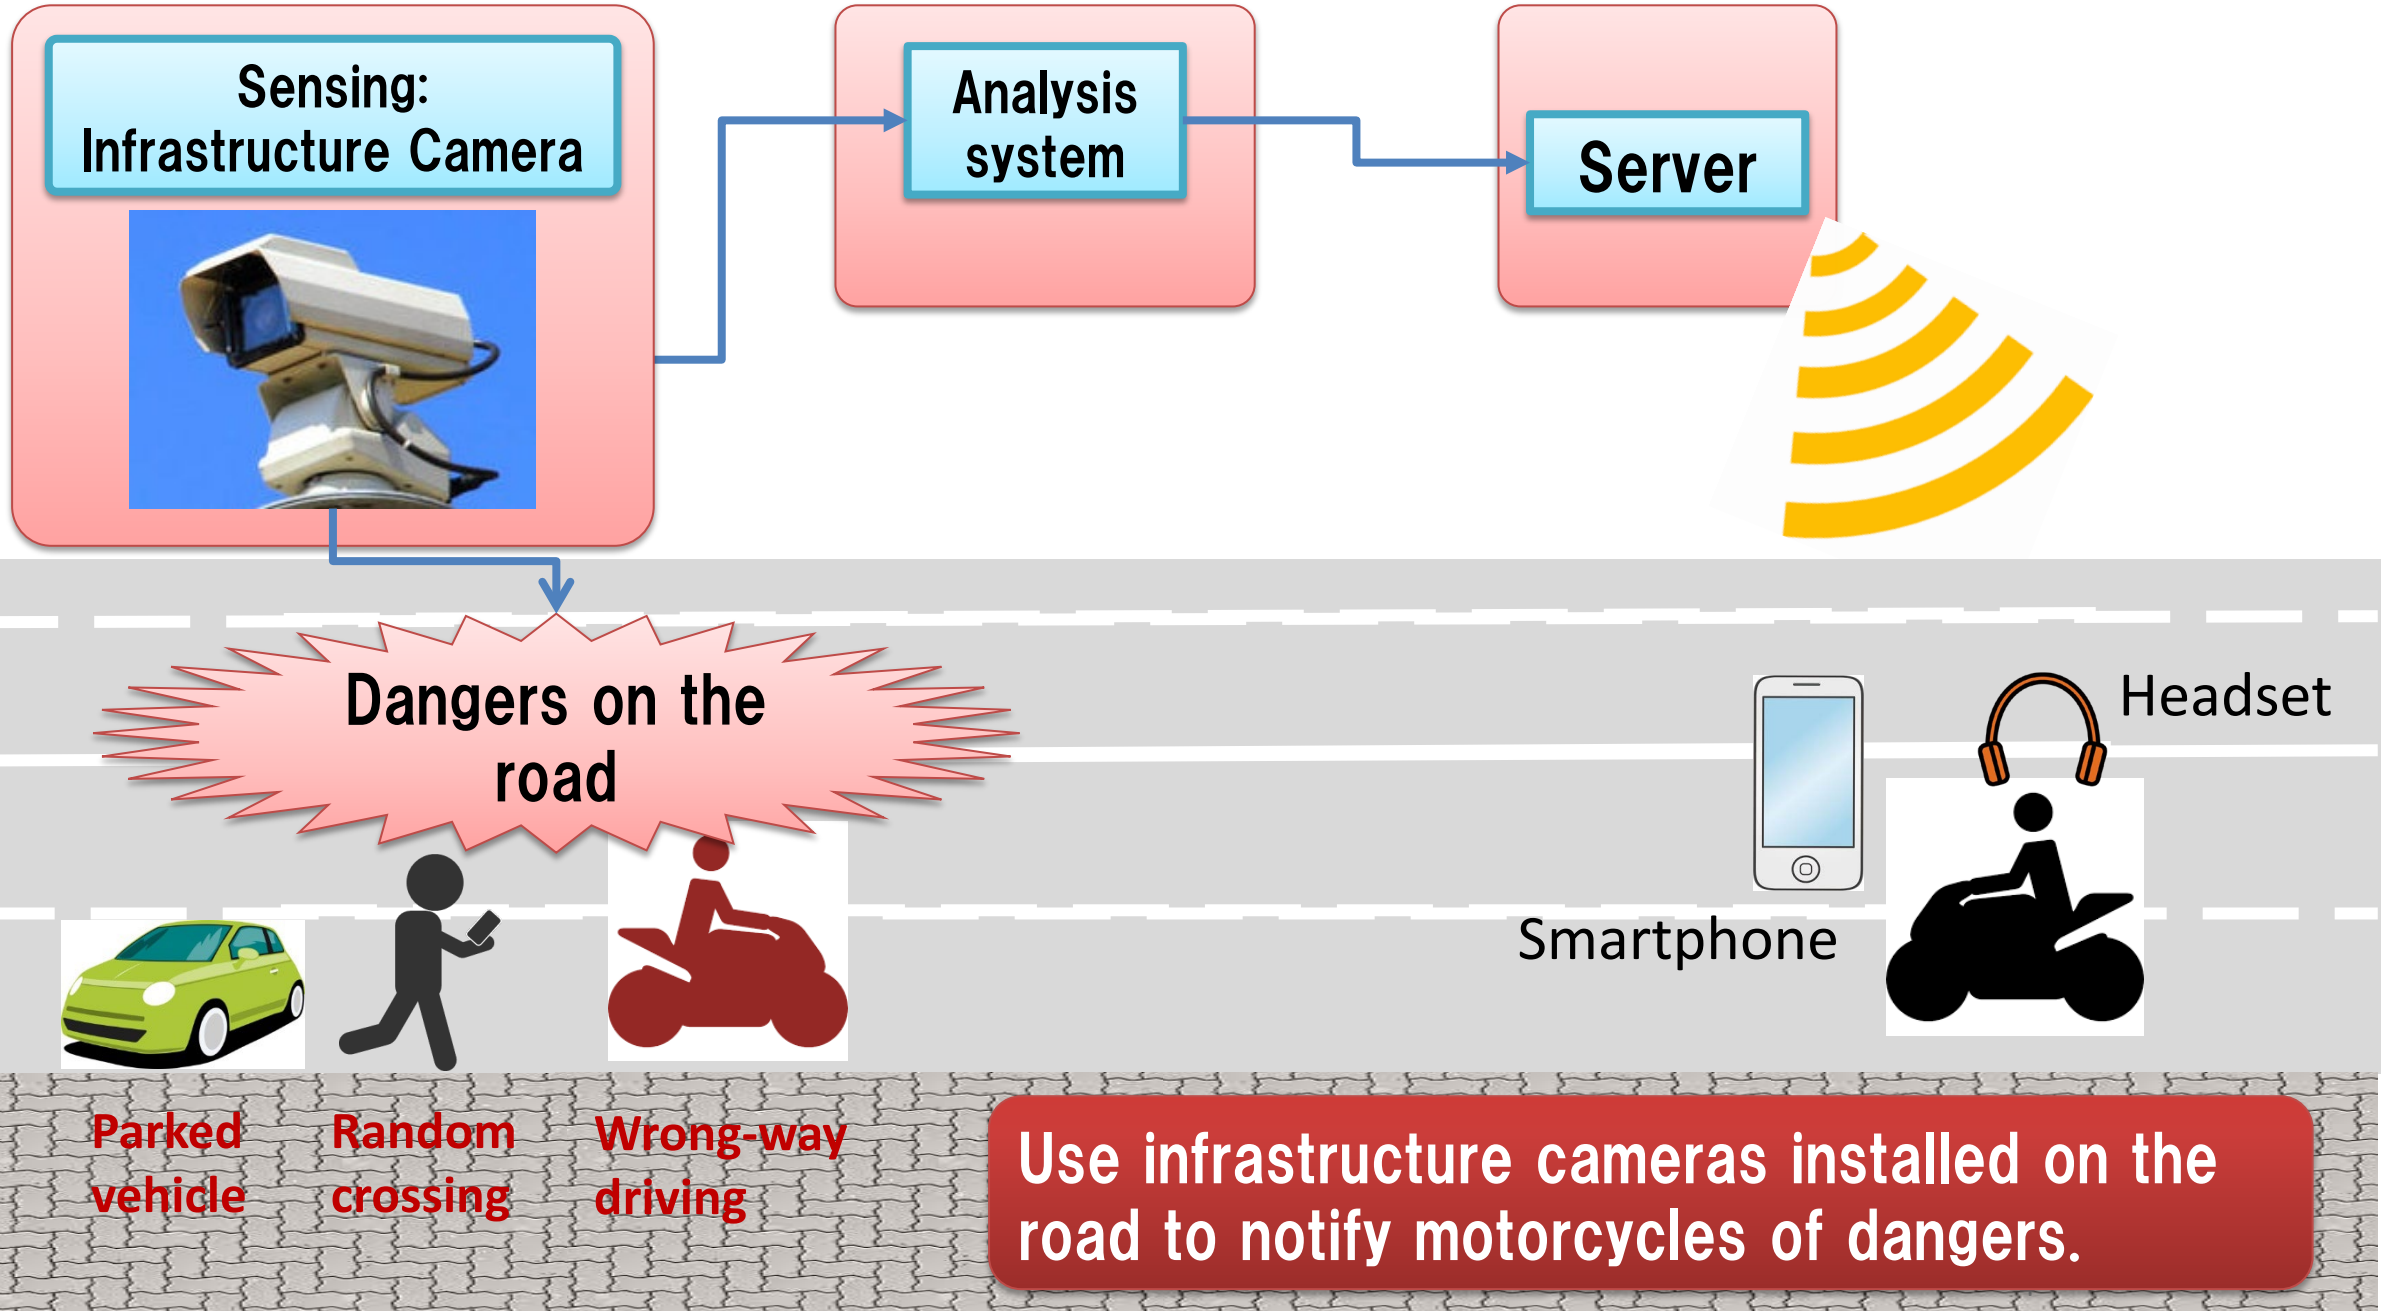 Sensing:
Infrastructure Camera
Analysis
system
Server
Dangers on the
road
Headset
Smartphone
Parked
vehicle
Random
crossing
Wrong-way
driving
Use infrastructure cameras installed on the
road to notify motorcycles of dangers.